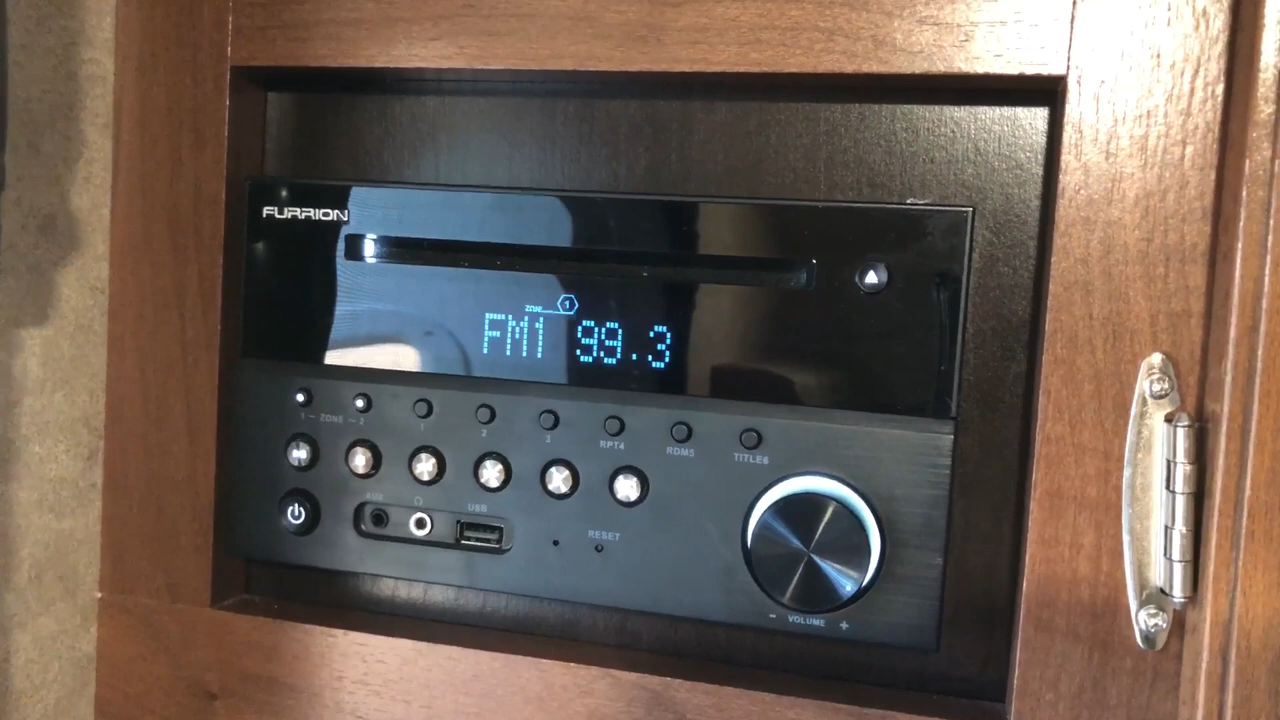 FURRION
ZONE 1
FM1 99.3
1 - ZONE - 2
1
2
3
RPT4
RDM5
TITLE6
AUX
USB
RESET
- VOLUME +